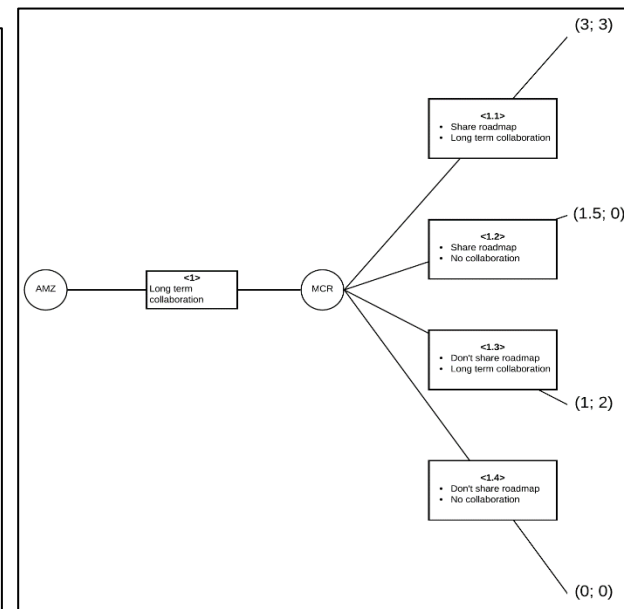 (3; 3)
<1.1>
• Share roadmap
• Long term collaboration
(1.5; 0)
<1.2>
• Share roadmap
• No collaboration
AMZ
<1>
Long term
collaboration
MCR
<1.3>
• Don't share roadmap
• Long term collaboration
(1; 2)
<1.4>
• Don't share roadmap
• No collaboration
(0; 0)